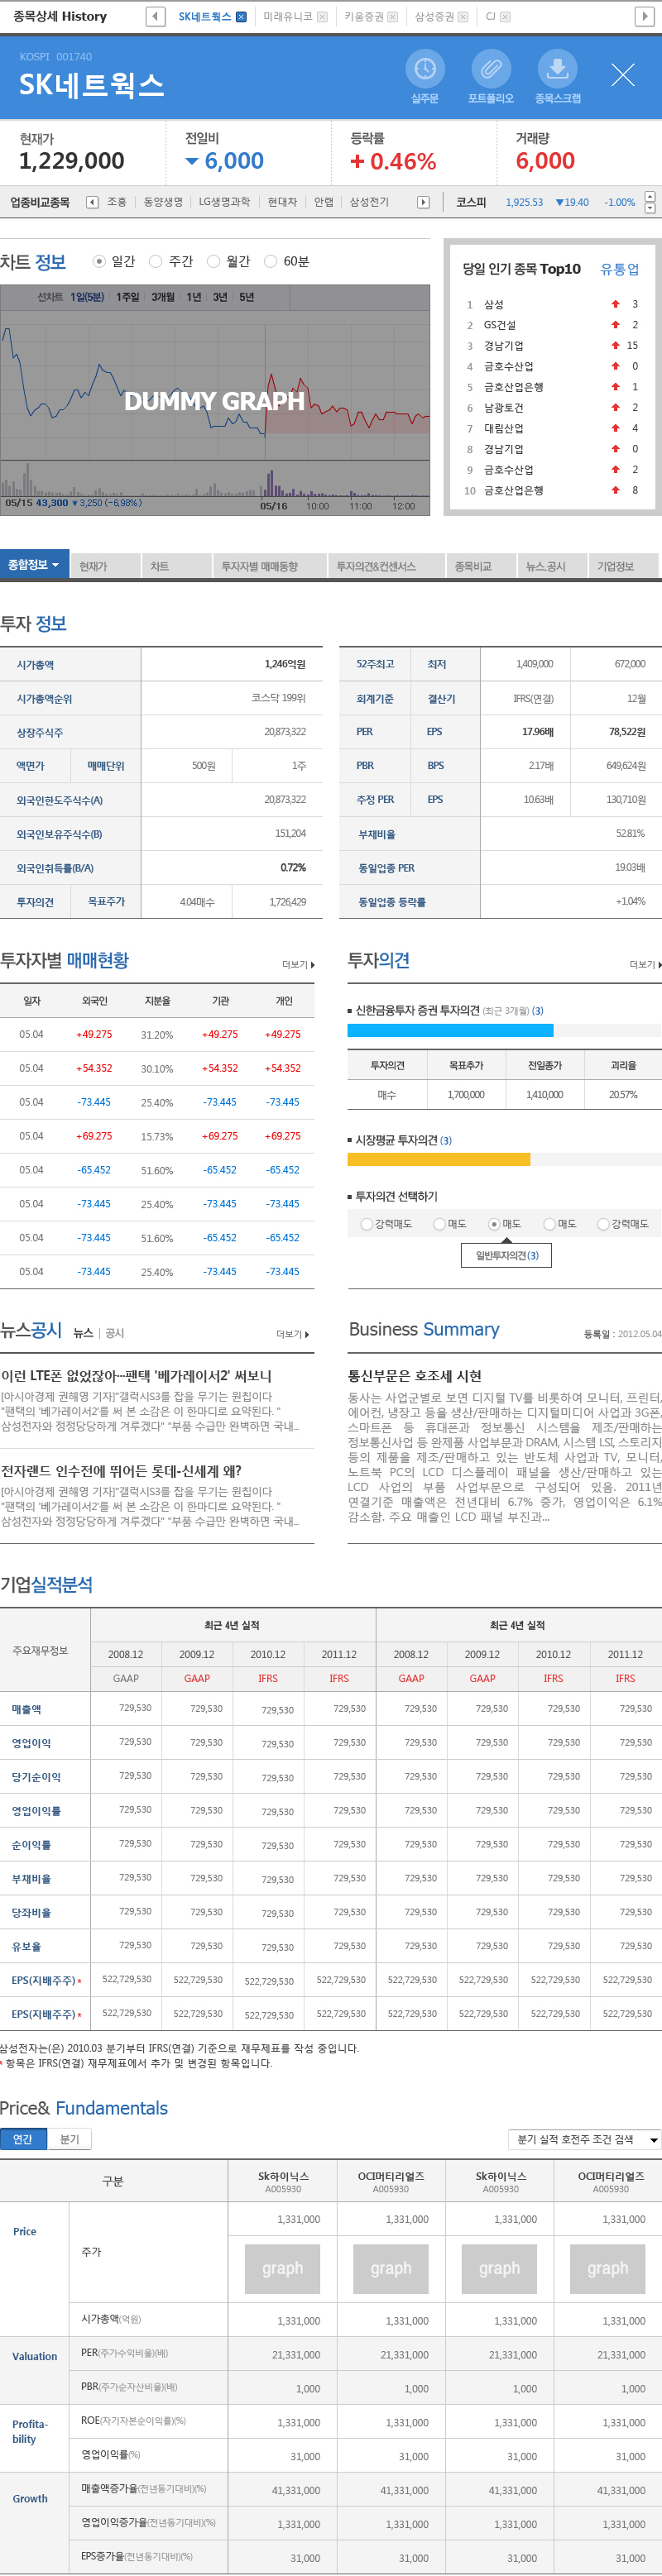 종목상세 History
SK네트웍스 미래유니코 키움증권 삼성증권 CJ
KOSPI 001740
SK네트웍스
실주문 포트폴리오 종목스크랩
현재가 전일비 등락률 거래량
1,229,000 ▼ 6,000 + 0.46% 6,000
업종비교종목 조흥 동양생명 LG생명과학 현대차 안랩 삼성전기 코스피 1,925.53 ▼19.40 -1.00%
차트 정보 일간 주간 월간 60분
선차트 1일(5분) 1주일 3개월 1년 3년 5년
DUMMY GRAPH
05/15 43,300 ▼3,250 (-6,98%)
05/16 10:00 11:00 12:00
당일 인기 종목 Top10 유통업
1 삼성 3
2 GS건설 2
3 경남기업 15
4 금호수산업 0
5 금호산업은행 1
6 남광토건 2
7 대림산업 4
8 경남기업 0
9 금호수산업 2
10 금호산업은행 8
종합정보 현재가 차트 투자자별 매매동향 투자의견&컨센서스 종목비교 뉴스.공시 기업정보
투자 정보
시가총액 1,246억원
시가총액순위 코스닥 199위
상장주식수 20,873,322
액면가 매매단위 500원 1주
외국인한도주식수(A) 20,873,322
외국인보유주식수(B) 151,204
외국인취득률(B/A) 0.72%
투자의견 목표주가 4.04매수 1,726,429
52주최고 최저 1,409,000 672,000
회계기준 결산기 IFRS(연결) 12월
PER EPS 17.96배 78,522원
PBR BPS 2.17배 649,624원
추정 PER EPS 10.63배 130,710원
부채비율 52.81%
동일업종 PER 19.03배
동일업종 등락률 +1.04%
투자자별 매매현황 더보기
일자 외국인 지분율 기관 개인
05.04 +49.275 31.20% +49.275 +49.275
05.04 +54.352 30.10% +54.352 +54.352
05.04 -73.445 25.40% -73.445 -73.445
05.04 +69.275 15.73% +69.275 +69.275
05.04 -65.452 51.60% -65.452 -65.452
05.04 -73.445 25.40% -73.445 -73.445
05.04 -73.445 51.60% -65.452 -65.452
05.04 -73.445 25.40% -73.445 -73.445
투자의견 더보기
신한금융투자 증권 투자의견 (최근 3개월) (3)
투자의견 목표추가 전일종가 괴리율
매수 1,700,000 1,410,000 20.57%
시장평균 투자의견 (3)
투자의견 선택하기
강력매도 매도 매도 매도 강력매도
일반투자의견(3)
뉴스공시 뉴스 | 공시 더보기
이런 LTE폰 없었잖아…팬택 '베가레이서2' 써보니
[아시아경제 권해영 기자]"갤럭시S3를 잡을 무기는 원칩이다
"팬택의 '베가레이서2'를 써 본 소감은 이 한마디로 요약된다. "
삼성전자와 정정당당하게 겨루겠다" "부품 수급만 완벽하면 국내...
전자랜드 인수전에 뛰어든 롯데-신세계 왜?
[아시아경제 권해영 기자]"갤럭시S3를 잡을 무기는 원칩이다
"팬택의 '베가레이서2'를 써 본 소감은 이 한마디로 요약된다. "
삼성전자와 정정당당하게 겨루겠다" "부품 수급만 완벽하면 국내...
Business Summary 등록일 : 2012.05.04
통신부문은 호조세 시현
동사는 사업군별로 보면 디지털 TV를 비롯하여 모니터, 프린터,
에어컨, 냉장고 등을 생산/판매하는 디지털미디어 사업과 3G폰,
스마트폰 등 휴대폰과 정보통신 시스템을 제조/판매하는
정보통신사업 등 완제품 사업부문과 DRAM, 시스템 LSI, 스토리지
등의 제품을 제조/판매하고 있는 반도체 사업과 TV, 모니터/
노트북 PC의 LCD 디스플레이 패널을 생산/판매하고 있는
LCD 사업의 부품 사업부문으로 구성되어 있음. 2011년
연결기준 매출액은 전년대비 6.7% 증가, 영업이익은 6.1%
감소함. 주요 매출인 LCD 패널 부진과...
기업실적분석
주요재무정보 최근 4년 실적 최근 4년 실적
2008.12 2009.12 2010.12 2011.12 2008.12 2009.12 2010.12 2011.12
GAAP GAAP IFRS IFRS GAAP GAAP IFRS IFRS
매출액 729,530 729,530 729,530 729,530 729,530 729,530 729,530 729,530
영업이익 729,530 729,530 729,530 729,530 729,530 729,530 729,530 729,530
당기순이익 729,530 729,530 729,530 729,530 729,530 729,530 729,530 729,530
영업이익률 729,530 729,530 729,530 729,530 729,530 729,530 729,530 729,530
순이익률 729,530 729,530 729,530 729,530 729,530 729,530 729,530 729,530
부채비율 729,530 729,530 729,530 729,530 729,530 729,530 729,530 729,530
당좌비율 729,530 729,530 729,530 729,530 729,530 729,530 729,530 729,530
유보율 729,530 729,530 729,530 729,530 729,530 729,530 729,530 729,530
EPS(지배주주)* 522,729,530 522,729,530 522,729,530 522,729,530 522,729,530 522,729,530 522,729,530 522,729,530
EPS(지배주주)* 522,729,530 522,729,530 522,729,530 522,729,530 522,729,530 522,729,530 522,729,530 522,729,530
삼성전자는(은) 2010.03 분기부터 IFRS(연결) 기준으로 재무제표를 작성 중입니다.
* 항목은 IFRS(연결) 재무제표에서 추가 및 변경된 항목입니다.
Price& Fundamentals
연간 분기 분기 실적 호전주 조건 검색
구분 Sk하이닉스 OCI머티리얼즈 Sk하이닉스 OCI머티리얼즈
A005930 A005930 A005930 A005930
Price 주가 1,331,000 1,331,000 1,331,000 1,331,000
graph graph graph graph
시가총액(억원) 1,331,000 1,331,000 1,331,000 1,331,000
Valuation PER(주가수익비율)(배) 21,331,000 21,331,000 21,331,000 21,331,000
PBR(주가순자산비율)(배) 1,000 1,000 1,000 1,000
Profita-
bility ROE(자기자본순이익률)(%) 1,331,000 1,331,000 1,331,000 1,331,000
영업이익률(%) 31,000 31,000 31,000 31,000
Growth 매출액증가율(전년동기대비)(%) 41,331,000 41,331,000 41,331,000 41,331,000
영업이익증가율(전년동기대비)(%) 1,331,000 1,331,000 1,331,000 1,331,000
EPS증가율(전년동기대비)(%) 31,000 31,000 31,000 31,000